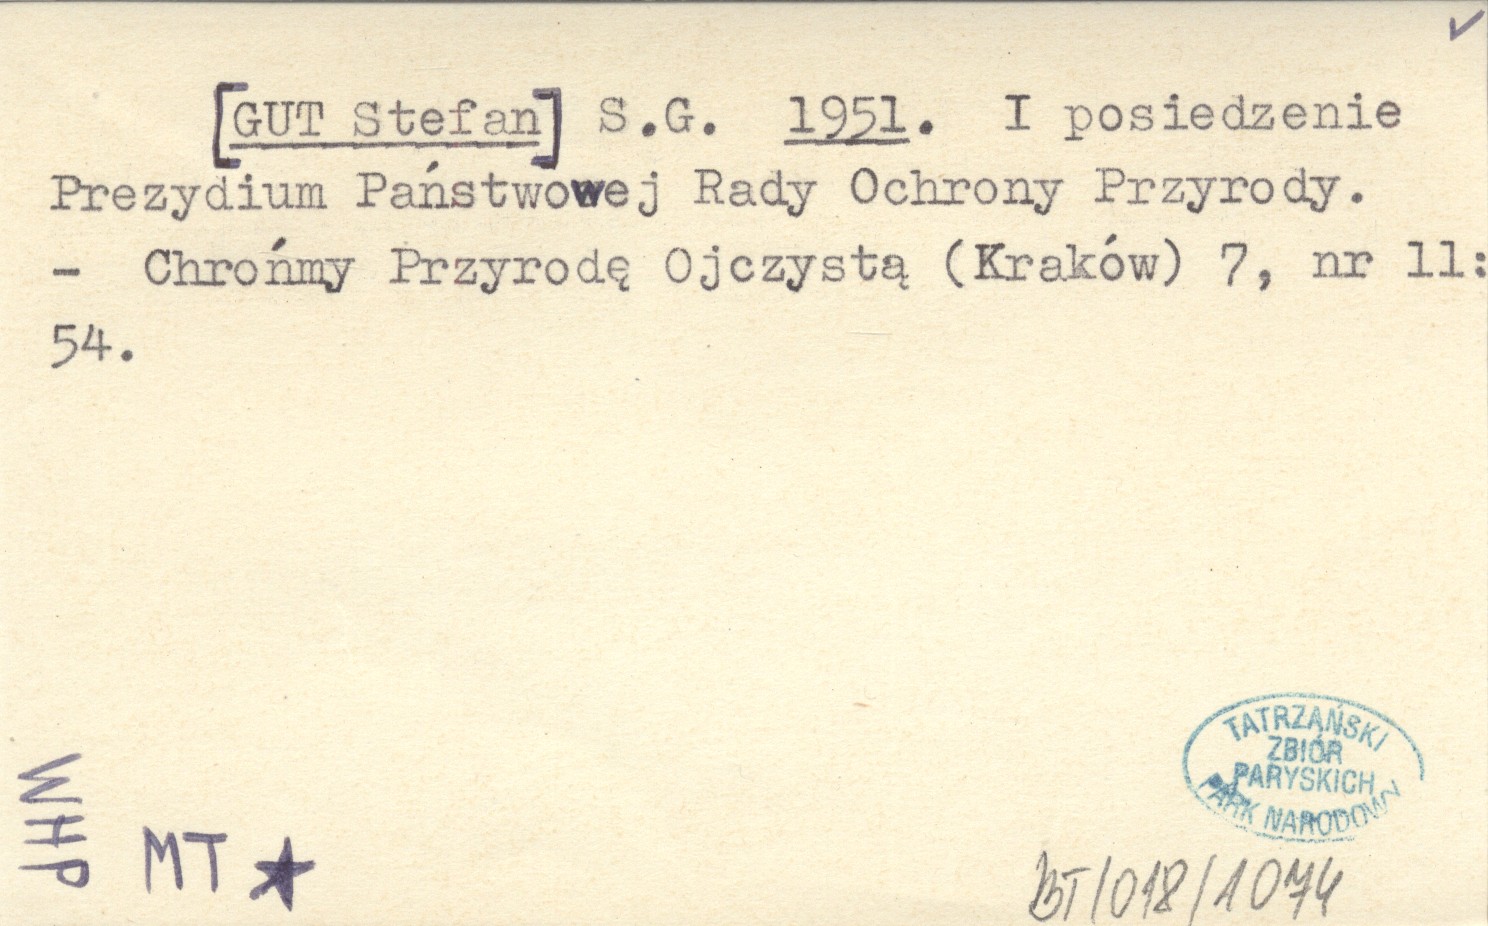 [GUT Stefan] S.G. 1951. I posiedzenie
Prezydium Państwowej Rady Ochrony Przyrody.
- Chrońmy Przyrodę Ojczystą (Kraków) 7, nr 11:
54.
TATRZAŃSKI
ZBIÓR
PARYSKICH
PARK NARODOWY
WHP
MT
BT/018/1074